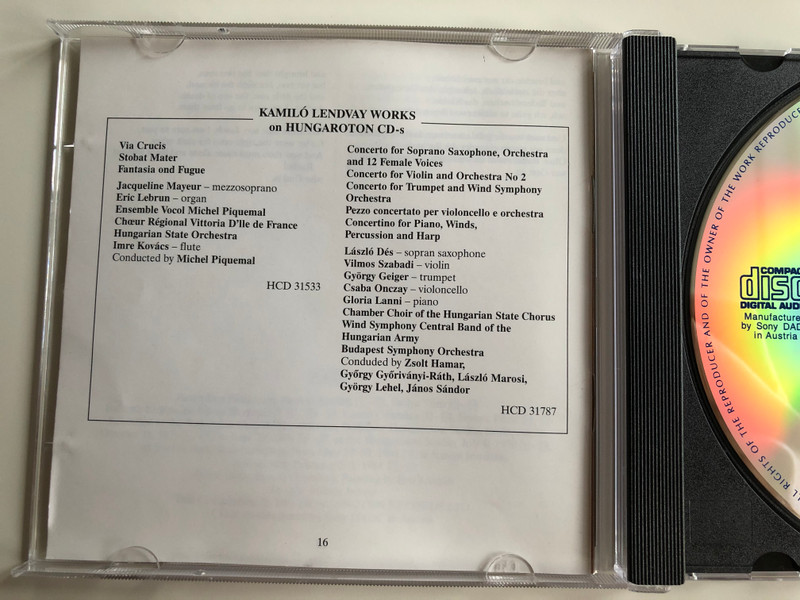 KAMILÓ LENDVAY WORKS
on HUNGAROTON CD-s
Via Crucis
Stobat Mater
Fantasia ond Fugue
Jacqueline Mayeur – mezzosoprano
Eric Lebrun – organ
Ensemble Vocol Michel Piquemal
Chœur Régional Vittoria D'Ile de France
Hungarian State Orchestra
Imre Kovács – flute
Conducted by Michel Piquemal
HCD 31533
Concerto for Soprano Saxophone, Orchestra
and 12 Female Voices
Concerto for Violin and Orchestra No 2
Concerto for Trumpet and Wind Symphony
Orchestra
Pezzo concertato per violoncello e orchestra
Concertino for Piano, Winds,
Percussion and Harp
László Dés – sopran saxophone
Vilmos Szabadi – violin
György Geiger – trumpet
Csaba Onczay – violoncello
Gloria Lanni – piano
Chamber Choir of the Hungarian State Chorus
Wind Symphony Central Band of the
Hungarian Army
Budapest Symphony Orchestra
Conduded by Zsolt Hamar,
György Győriványi-Ráth, László Marosi,
György Lehel, János Sándor
HCD 31787
16
RIGHTS OF THE REPRODUCER AND OF THE OWNER OF THE WORK REPRODUCE
COMPAC
disc
DIGITAL AUD
Manufacture
by Sony DAD
in Austria